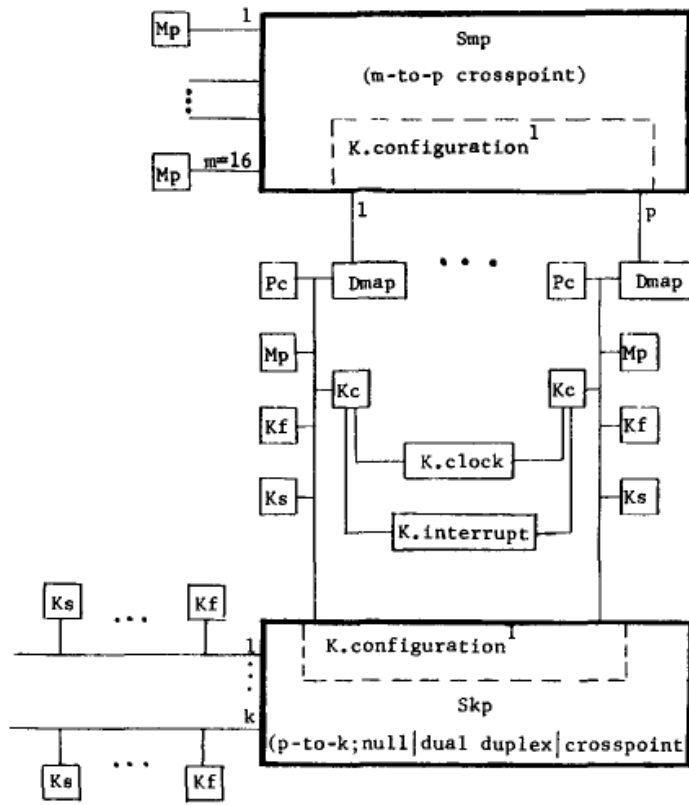 Mp 1 Smp
(m-to-p crosspoint)
K.configuration 1
Mp m=16
1 p
Pc Dmap Pc Dmap
Mp Mp
Kc Kc
Kf Kf
K.clock
Ks Ks
K.interrupt
Ks Kf
K.configuration 1
1
k Skp
(p-to-k;null|dual duplex|crosspoint
Ks Kf